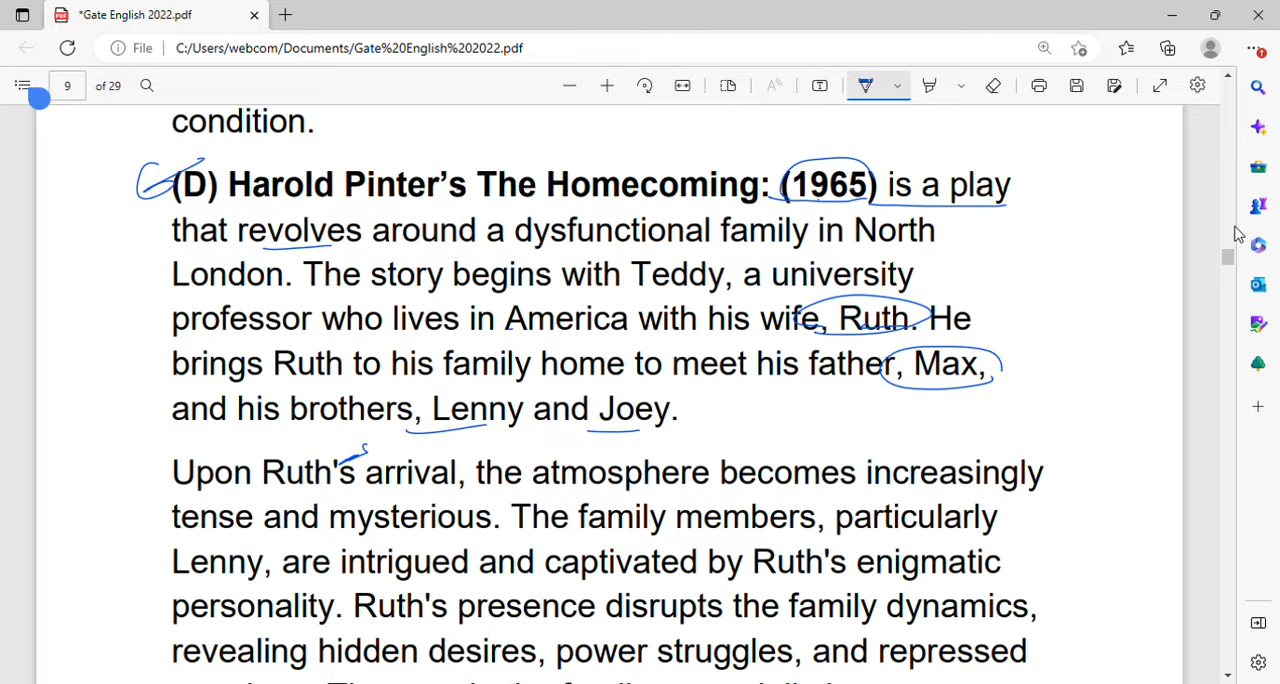 *Gate English 2022.pdf
File C:/Users/webcom/Documents/Gate%20English%202022.pdf
9 of 29
condition.
(D) Harold Pinter’s The Homecoming: (1965) is a play
that revolves around a dysfunctional family in North
London. The story begins with Teddy, a university
professor who lives in America with his wife, Ruth. He
brings Ruth to his family home to meet his father, Max,
and his brothers, Lenny and Joey.
Upon Ruth's arrival, the atmosphere becomes increasingly
tense and mysterious. The family members, particularly
Lenny, are intrigued and captivated by Ruth's enigmatic
personality. Ruth's presence disrupts the family dynamics,
revealing hidden desires, power struggles, and repressed